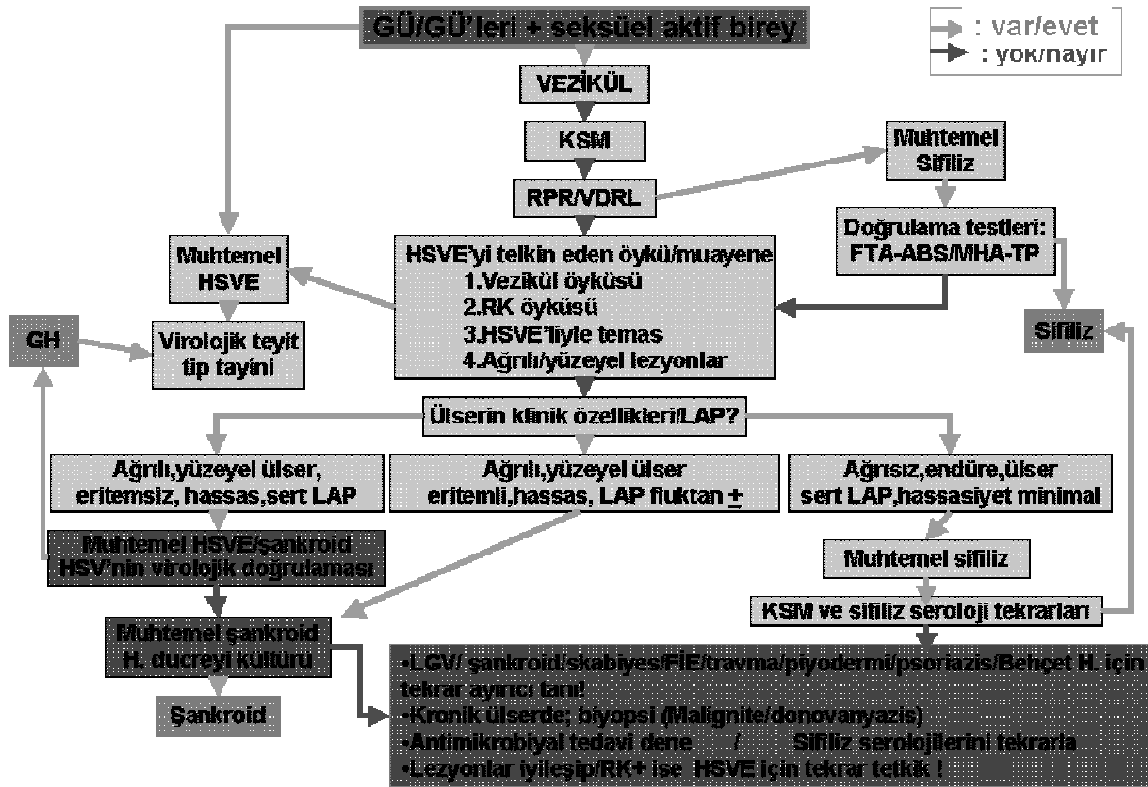 GÜ/GÜ'leri + seksüel aktif birey
: var/evet
: yok/hayır
VEZİKÜL
KSM
RPR/VDRL
Muhtemel
Sifiliz
Doğrulama testleri:
FTA-ABS/MHA-TP
Sifiliz
HSVE'yi telkin eden öykü/muayene
1.Vezikül öyküsü
2.RK öyküsü
3.HSVE'liyle temas
4.Ağrılı/yüzeyel lezyonlar
Muhtemel
HSVE
Virolojik teyit
tip tayini
GH
Ülserin klinik özellikleri/LAP?
Ağrılı,yüzeyel ülser,
eritemsiz, hassas,sert LAP
Ağrılı,yüzeyel ülser
eritemli,hassas, LAP fluktan +
Ağrısız,endüre,ülser
sert LAP,hassasiyet minimal
Muhtemel HSVE/şankroid
HSV'nin virolojik doğrulaması
Muhtemel sifiliz
KSM ve sifiliz seroloji tekrarları
Muhtemel şankroid
H. ducreyi kültürü
Şankroid
•LGV/ şankroid/skabiyes/FİE/travma/piyodermi/psoriazis/Behçet H. için
tekrar ayırıcı tanı!
•Kronik ülserde; biyopsi (Malignite/donovanyazis)
•Antimikrobiyal tedavi dene / Sifiliz serolojilerini tekrarla
•Lezyonlar iyileşip/RK+ ise HSVE için tekrar tetkik !